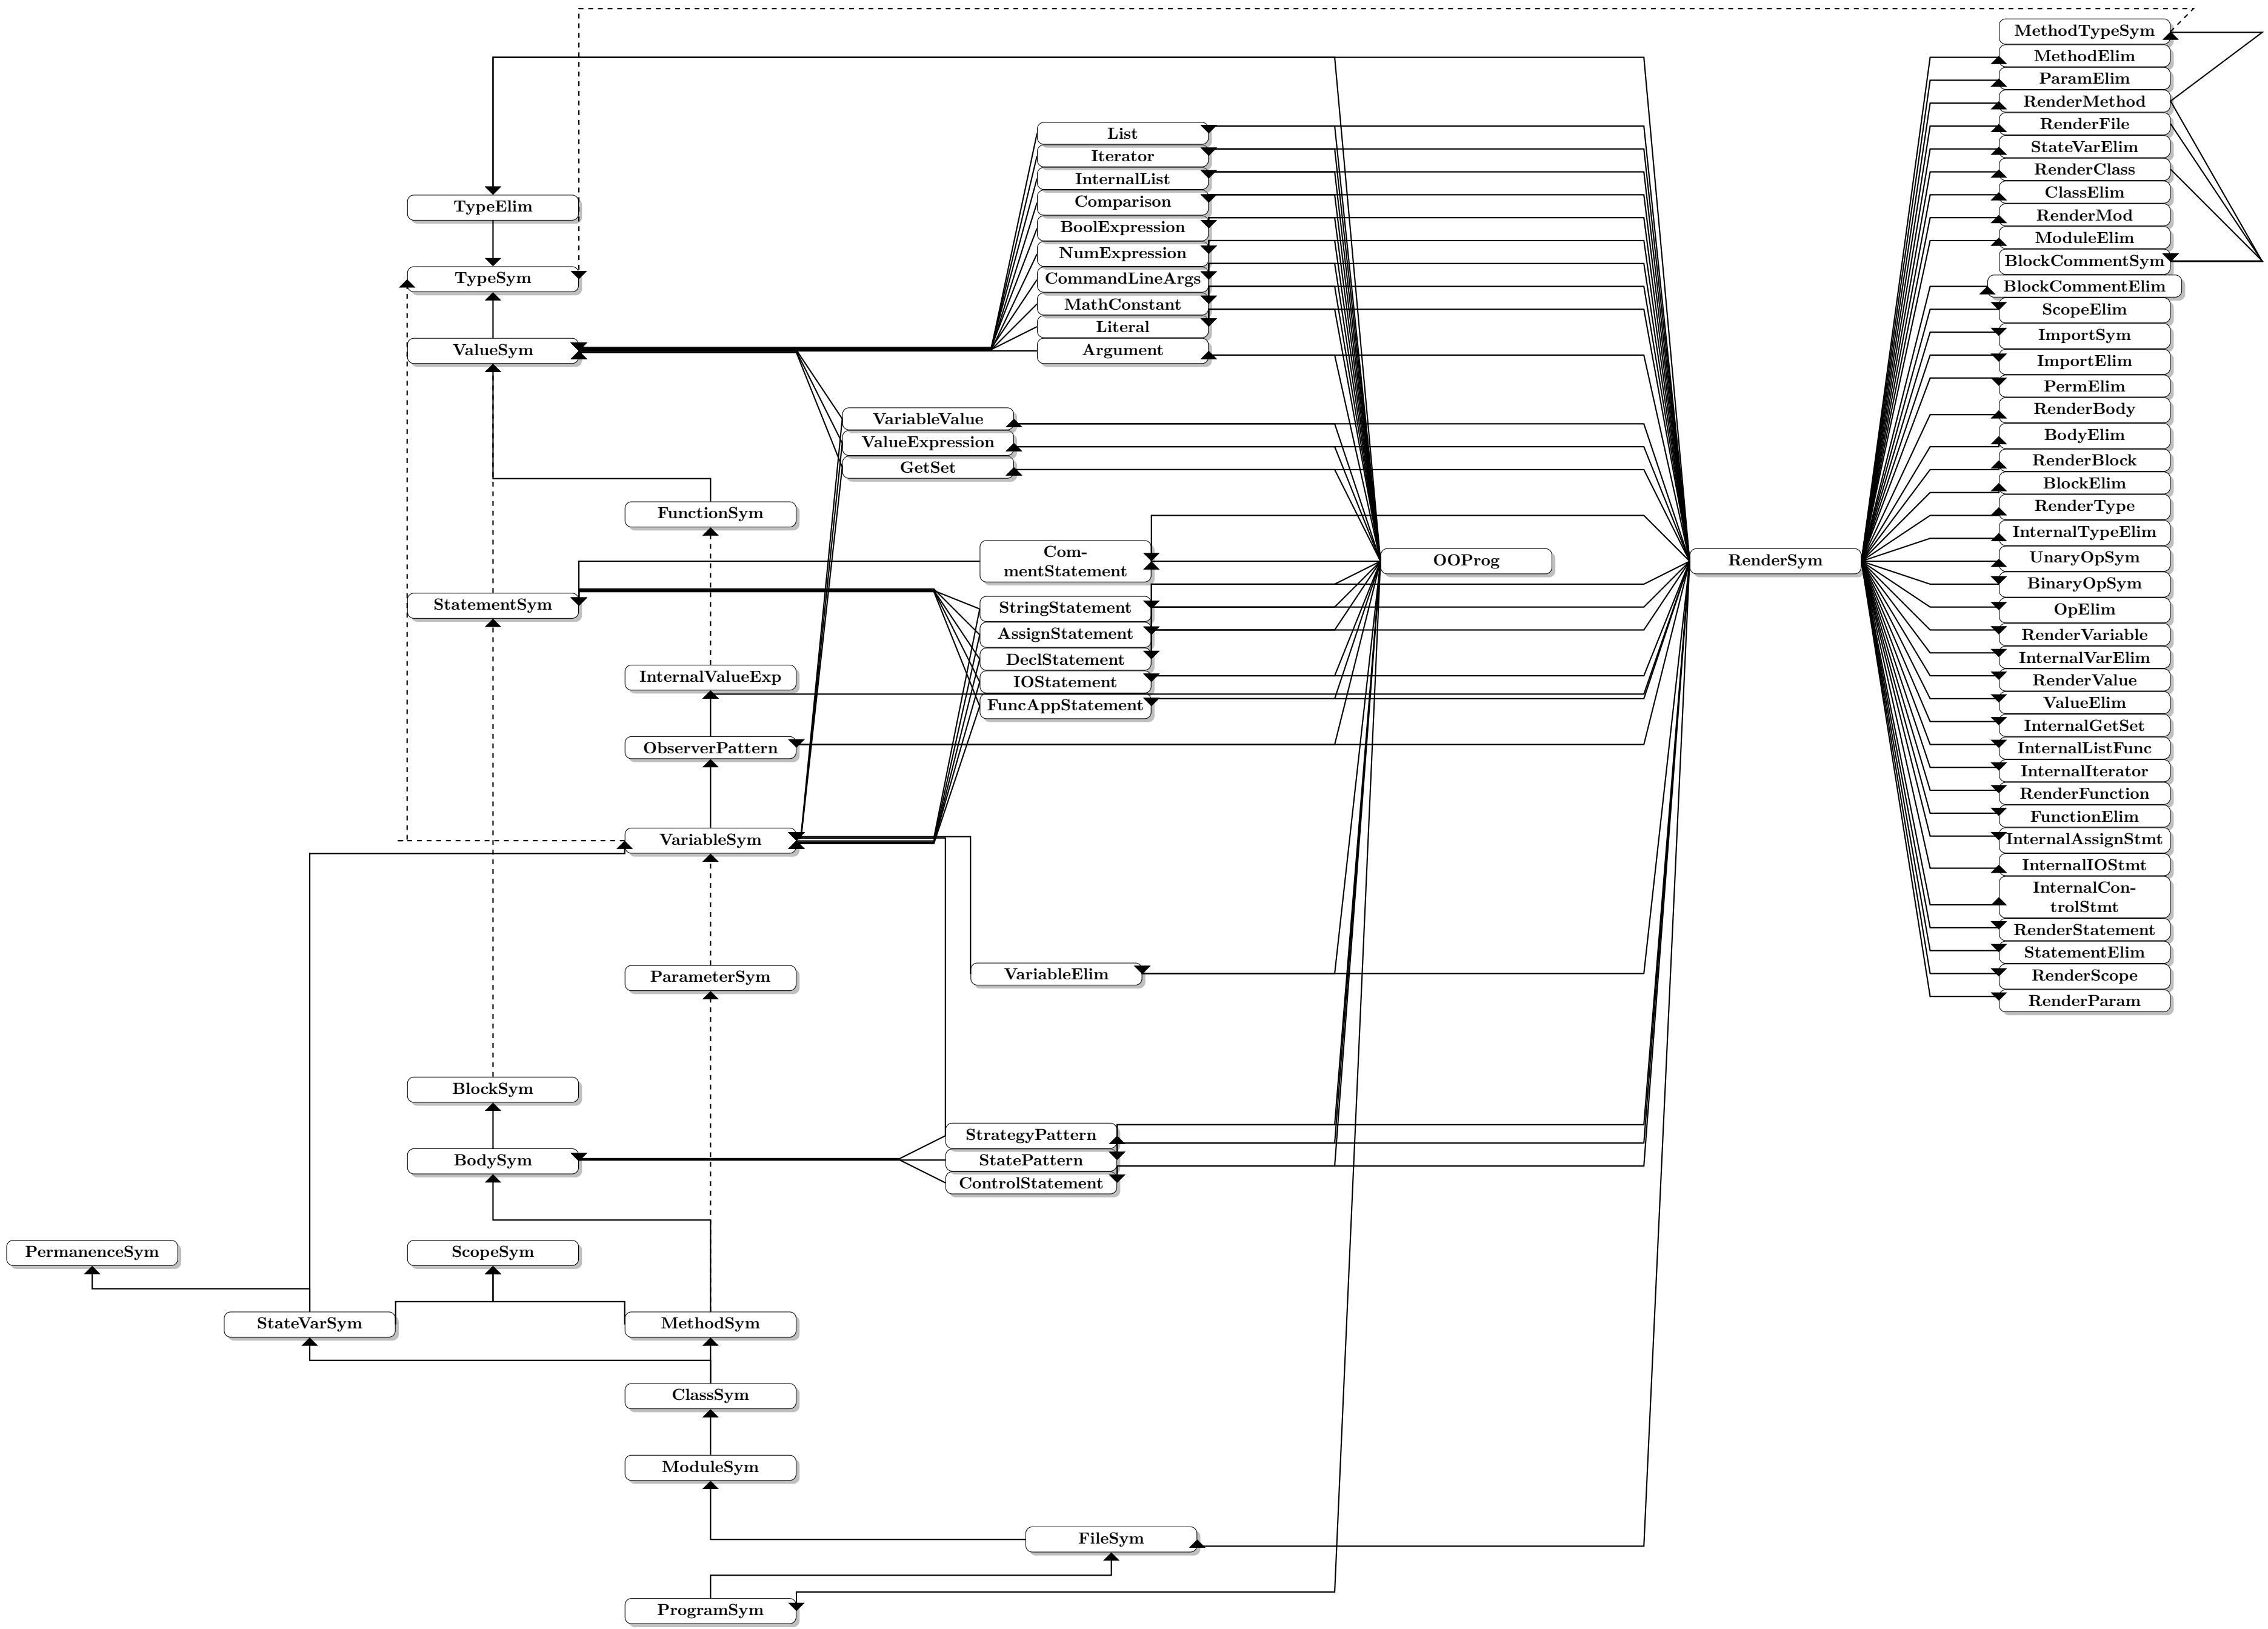 MethodTypeSym
MethodElim
ParamElim
RenderMethod
RenderFile
StateVarElim
RenderClass
ClassElim
RenderMod
ModuleElim
BlockCommentSym
BlockCommentElim
ScopeElim
ImportSym
ImportElim
PermElim
RenderBody
BodyElim
RenderBlock
BlockElim
RenderType
InternalTypeElim
UnaryOpSym
BinaryOpSym
OpElim
RenderVariable
InternalVarElim
RenderValue
ValueElim
InternalGetSet
InternalListFunc
InternalIterator
RenderFunction
FunctionElim
InternalAssignStmt
InternalIOStmt
InternalCon-
trolStmt
RenderStatement
StatementElim
RenderScope
RenderParam
List
Iterator
InternalList
Comparison
BoolExpression
NumExpression
CommandLineArgs
MathConstant
Literal
Argument
TypeElim
TypeSym
ValueSym
VariableValue
ValueExpression
GetSet
FunctionSym
Com-
mentStatement
OOProg
RenderSym
StatementSym
StringStatement
AssignStatement
DeclStatement
IOStatement
FuncAppStatement
InternalValueExp
ObserverPattern
VariableSym
ParameterSym
VariableElim
BlockSym
BodySym
StrategyPattern
StatePattern
ControlStatement
PermanenceSym
ScopeSym
StateVarSym
MethodSym
ClassSym
ModuleSym
FileSym
ProgramSym